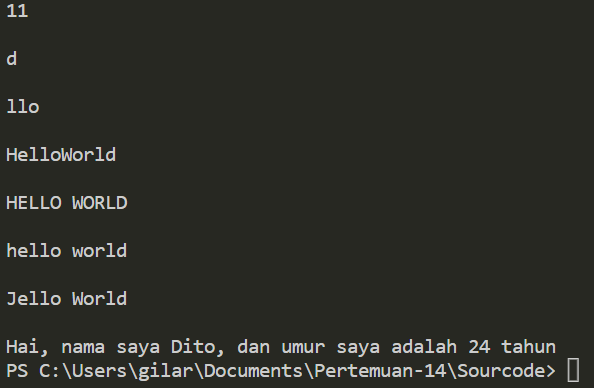 11
d
llo
HelloWorld
HELLO WORLD
hello world
Jello World
Hai, nama saya Dito, dan umur saya adalah 24 tahun
PS C:\Users\gilar\Documents\Pertemuan-14\Sourcode>